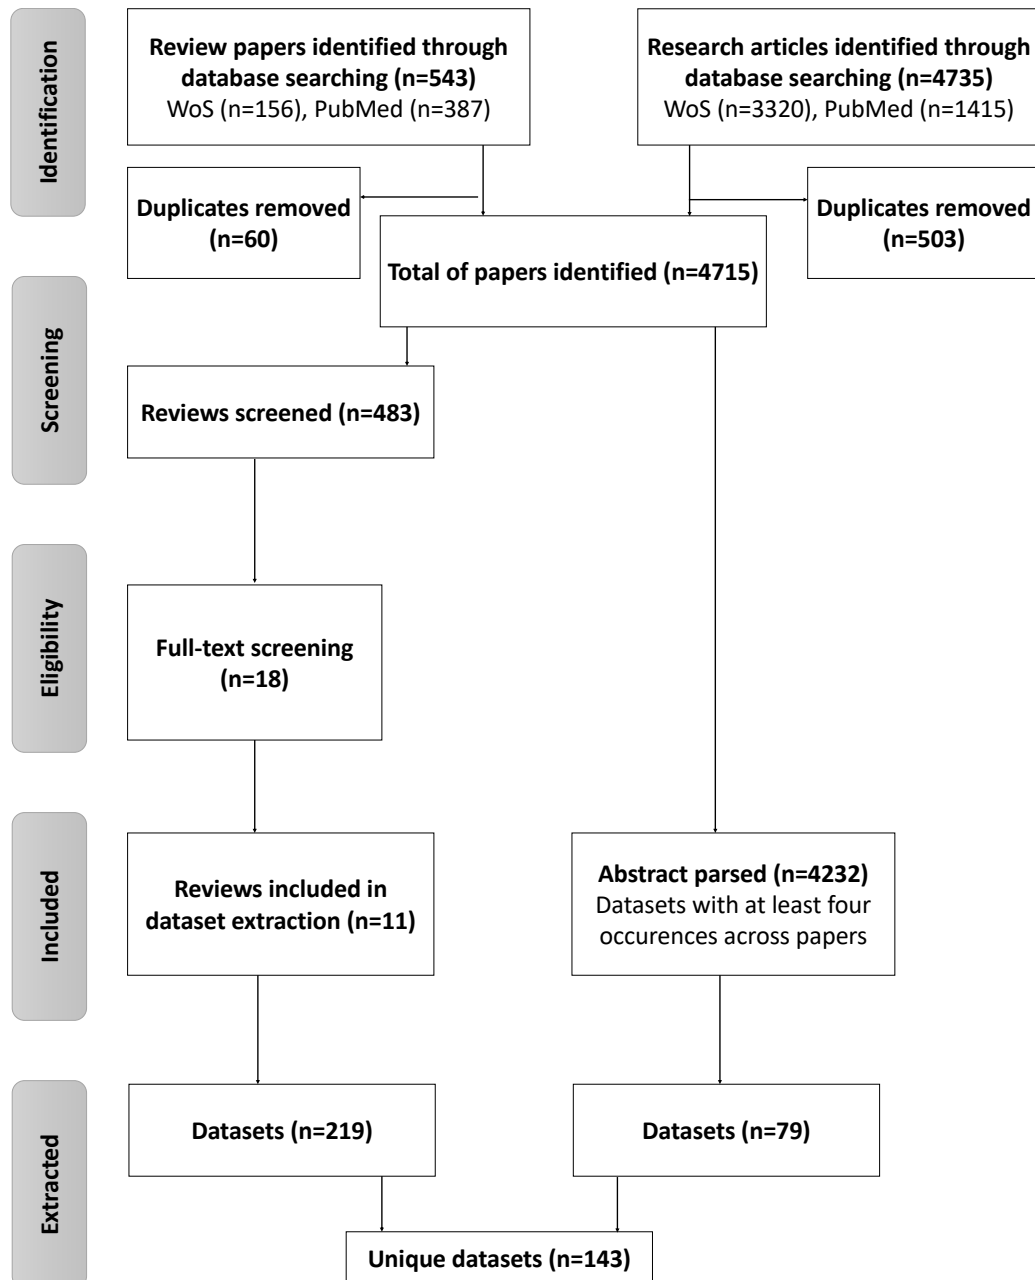 Identification
Review papers identified through
database searching (n=543)
WoS (n=156), PubMed (n=387)
Research articles identified through
database searching (n=4735)
WoS (n=3320), PubMed (n=1415)
Duplicates removed
(n=60)
Duplicates removed
(n=503)
Total of papers identified (n=4715)
Screening
Reviews screened (n=483)
Eligibility
Full-text screening
(n=18)
Included
Reviews included in
dataset extraction (n=11)
Abstract parsed (n=4232)
Datasets with at least four
occurences across papers
Extracted
Datasets (n=219)
Datasets (n=79)
Unique datasets (n=143)